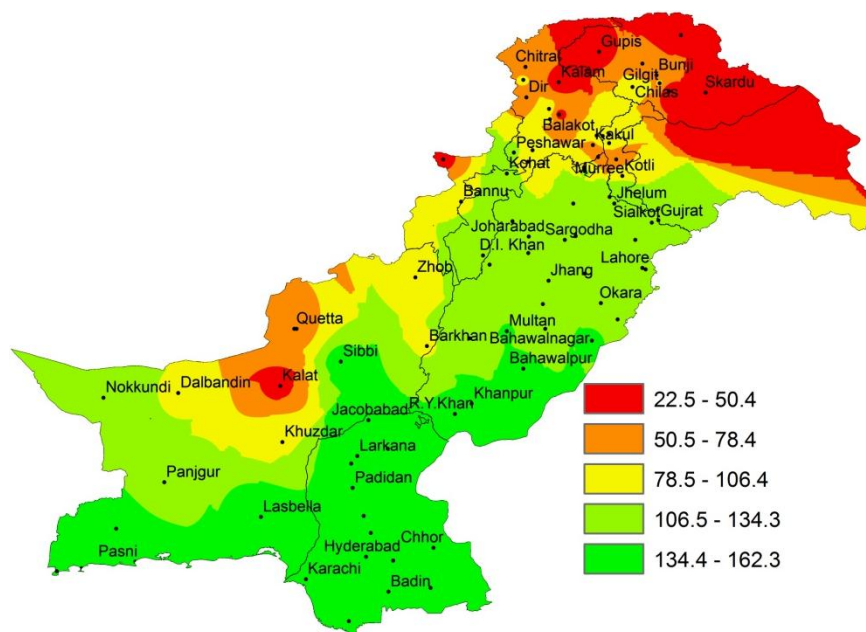 Gupis
Chitral
Bunji
Kalam
Gilgit
Skardu
Dir
Chilas
Balakot
Kakul
Peshawar
Kohat
Murree
Kotli
Bannu
Jhelum
Sialkot
Gujrat
Joharabad
Sargodha
D.I. Khan
Zhob
Lahore
Jhang
Okara
Quetta
Multan
Barkhan
Bahawalnagar
Sibbi
Bahawalpur
Kalat
Dalbandin
Nokkundi
Khanpur
R.Y.Khan
Jacobabad
Khuzdar
Larkana
Panjgur
Padidan
Lasbella
Hyderabad
Chhor
Pasni
Karachi
Badin
22.5 - 50.4
50.5 - 78.4
78.5 - 106.4
106.5 - 134.3
134.4 - 162.3